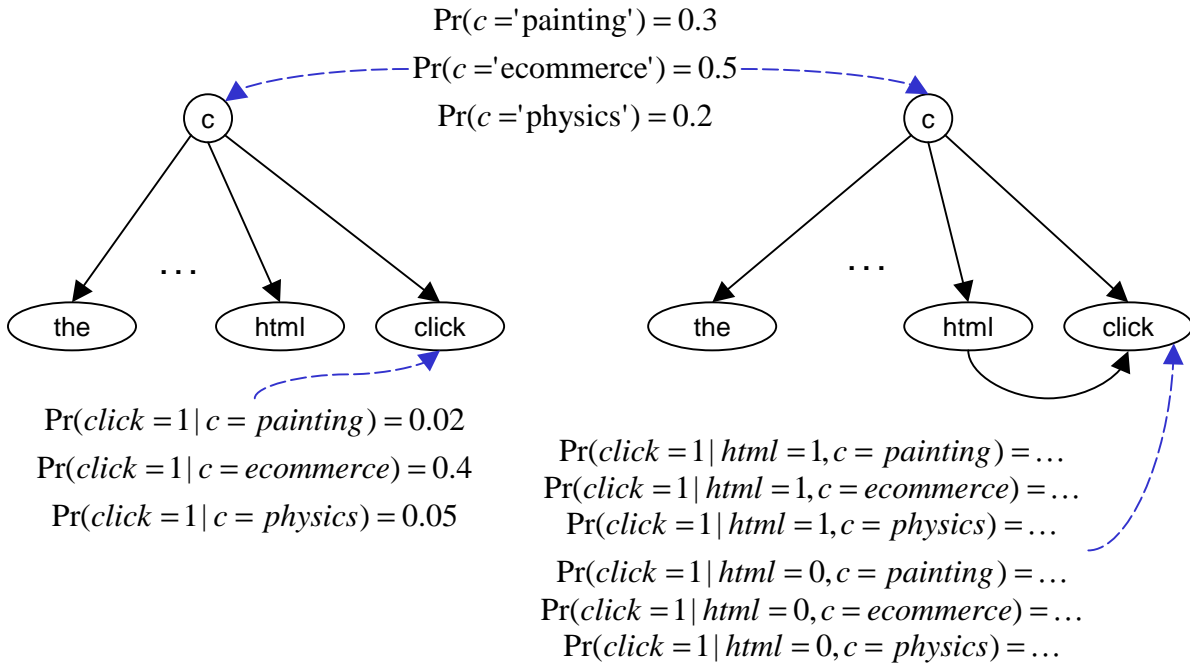 Pr(c ='painting') = 0.3
Pr(c ='ecommerce') = 0.5
Pr(c ='physics') = 0.2
c
c
...
...
the
html
click
the
html
click
Pr(click = 1 | c = painting) = 0.02
Pr(click = 1 | c = ecommerce) = 0.4
Pr(click = 1 | c = physics) = 0.05
Pr(click = 1 | html = 1, c = painting) = ...
Pr(click = 1 | html = 1, c = ecommerce) = ...
Pr(click = 1 | html = 1, c = physics) = ...
Pr(click = 1 | html = 0, c = painting) = ...
Pr(click = 1 | html = 0, c = ecommerce) = ...
Pr(click = 1 | html = 0, c = physics) = ...